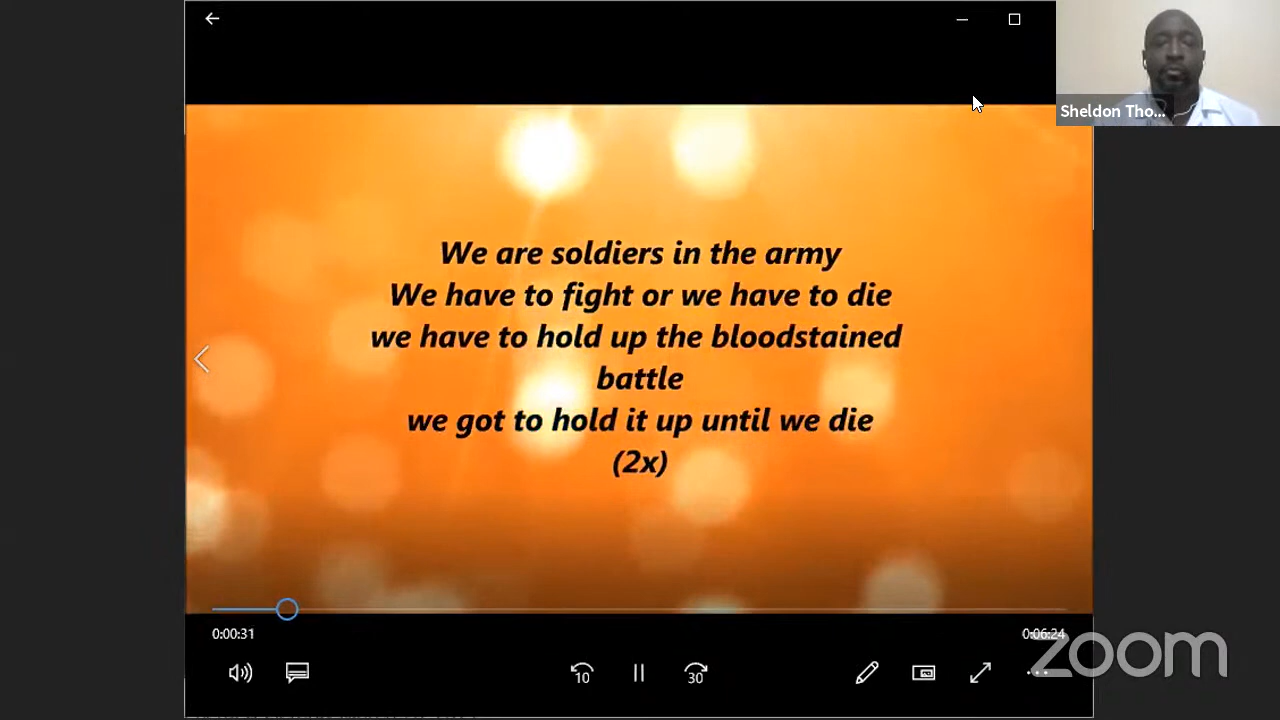 Sheldon Tho...
We are soldiers in the army
We have to fight or we have to die
we have to hold up the bloodstained
battle
we got to hold it up until we die
(2x)
0:00:31
0:06:24
10
30
zoom